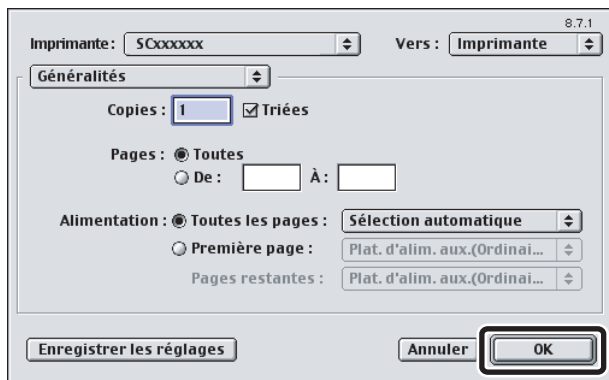 8.7.1
Imprimante : SCxxxxxx Vers : Imprimante
Généralités
Copies : 1 Triées
Pages : Toutes
De : À :
Alimentation : Toutes les pages : Sélection automatique
Première page : Plat. d'alim. aux.(Ordinai...
Pages restantes : Plat. d'alim. aux.(Ordinai...
Enregistrer les réglages Annuler OK